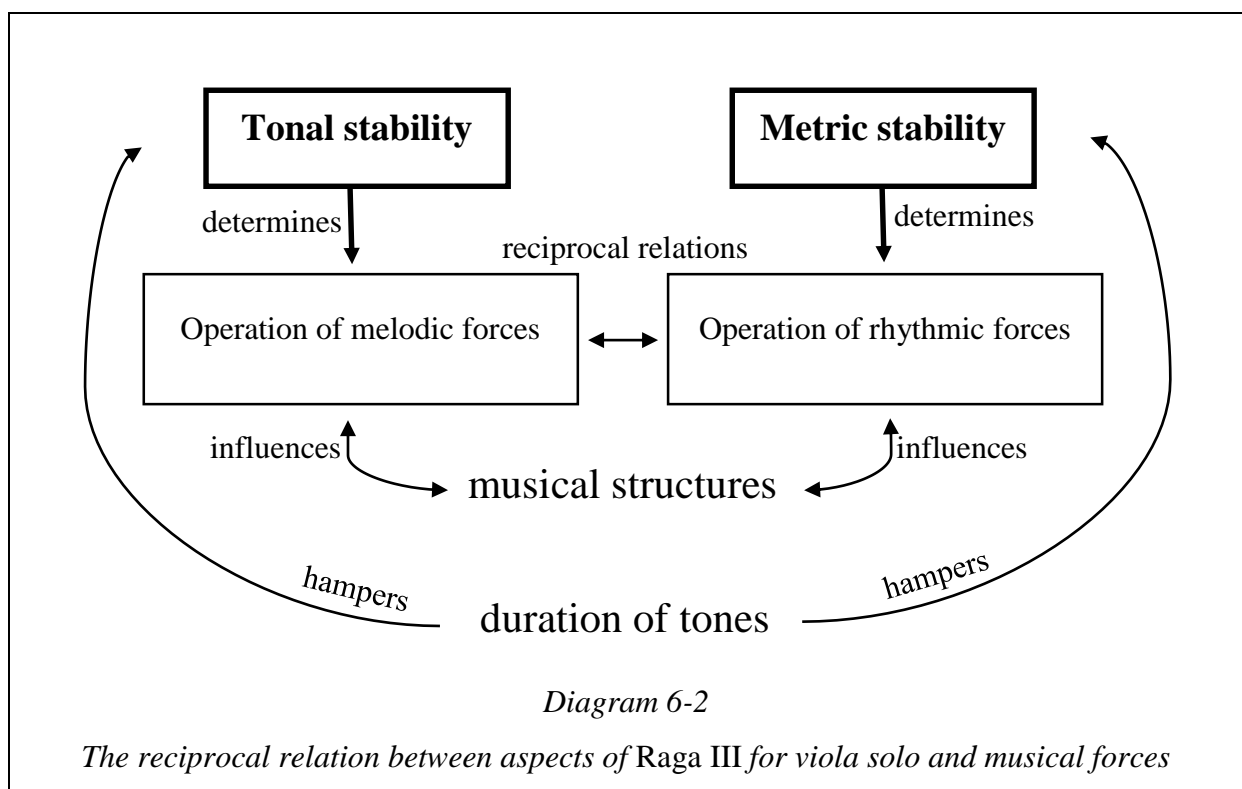 Tonal stability
Metric stability
determines
determines
reciprocal relations
Operation of melodic forces
Operation of rhythmic forces
influences
influences
musical structures
hampers
hampers
duration of tones
Diagram 6-2
The reciprocal relation between aspects of Raga III for viola solo and musical forces